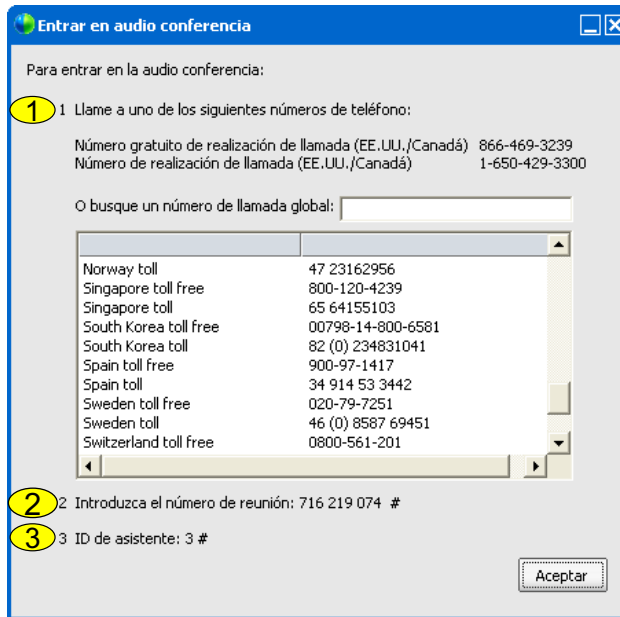 Entrar en audio conferencia
Para entrar en la audio conferencia:
1 1 Llame a uno de los siguientes números de teléfono:
Número gratuito de realización de llamada (EE.UU./Canadá) 866-469-3239
Número de realización de llamada (EE.UU./Canadá) 1-650-429-3300
O busque un número de llamada global:
Norway toll 47 23162956
Singapore toll free 800-120-4239
Singapore toll 65 64155103
South Korea toll free 00798-14-800-6581
South Korea toll 82 (0) 234831041
Spain toll free 900-97-1417
Spain toll 34 914 53 3442
Sweden toll free 020-79-7251
Sweden toll 46 (0) 8587 69451
Switzerland toll free 0800-561-201
2 2 Introduzca el número de reunión: 716 219 074 #
3 3 ID de asistente: 3 #
Aceptar